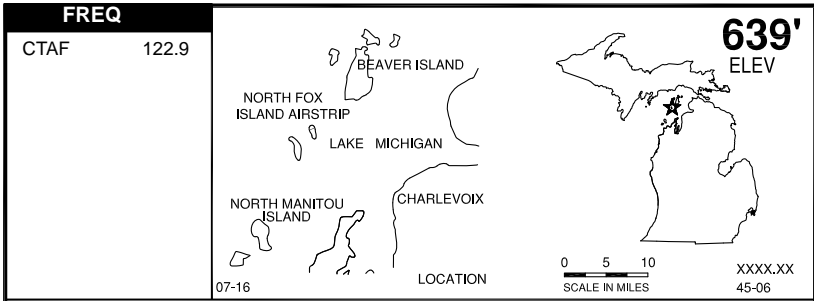 FREQ
CTAF 122.9
BEAVER ISLAND
NORTH FOX
ISLAND AIRSTRIP
LAKE MICHIGAN
NORTH MANITOU
ISLAND
CHARLEVOIX
07-16
LOCATION
639'
ELEV
0 5 10
SCALE IN MILES
XXXX.XX
45-06